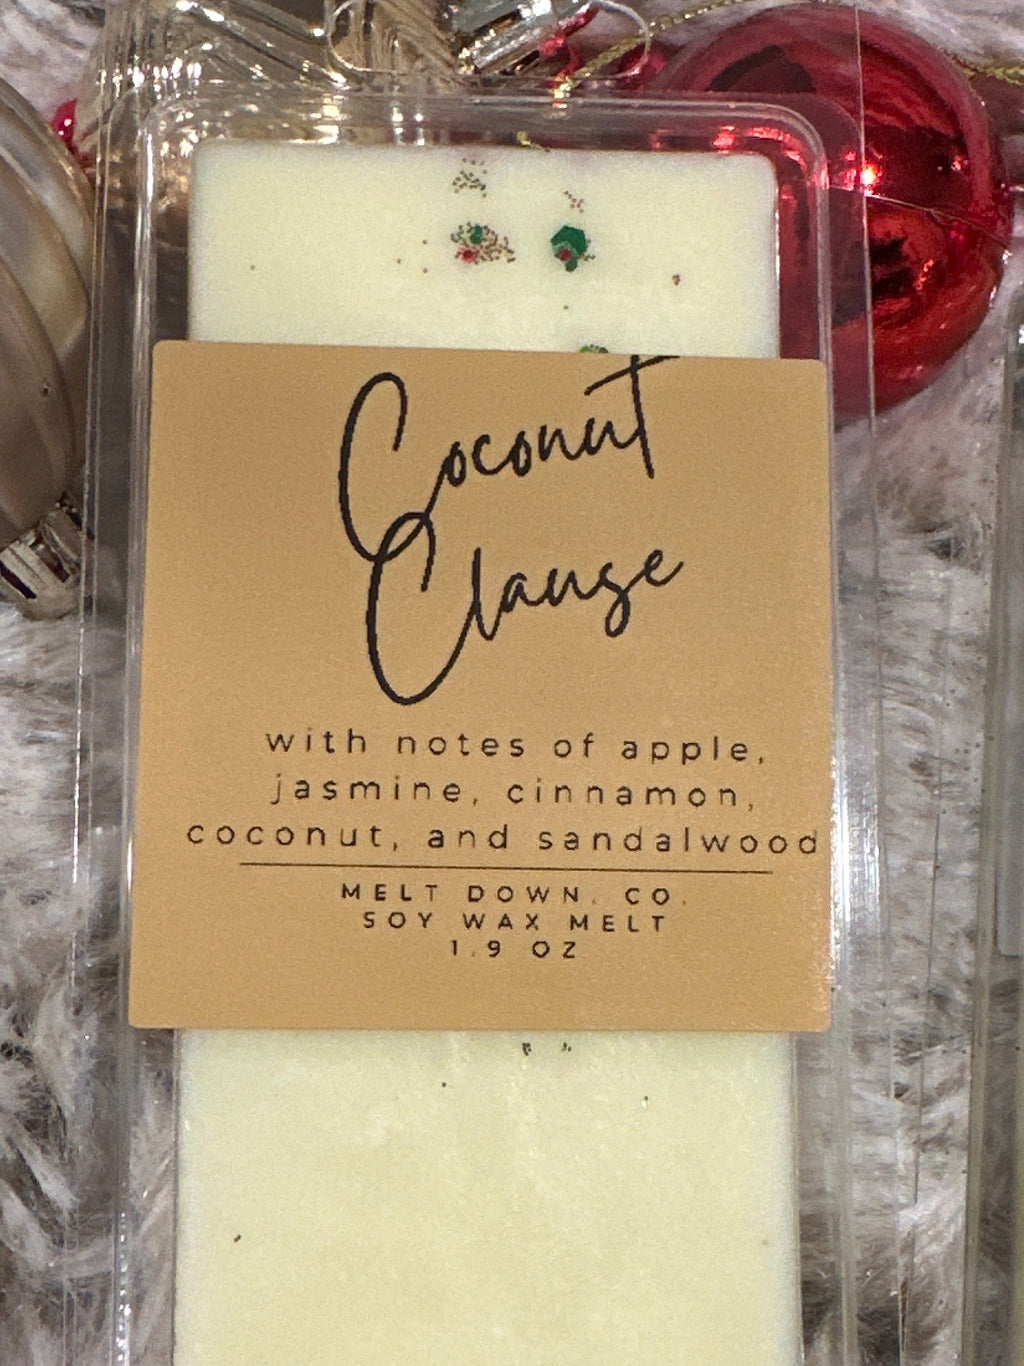 Coconut
Clause
with notes of apple,
jasmine, cinnamon,
coconut, and sandalwood
MELT DOWN. CO.
SOY WAX MELT
1.9 OZ